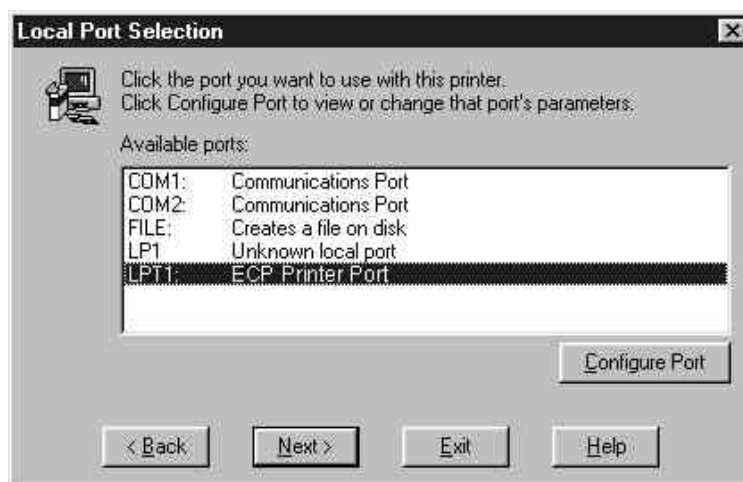 Local Port Selection
Click the port you want to use with this printer.
Click Configure Port to view or change that port's parameters.
Available ports:
COM1: Communications Port
COM2: Communications Port
FILE: Creates a file on disk
LP1 Unknown local port
LPT1: ECP Printer Port
Configure Port
< Back Next > Exit Help